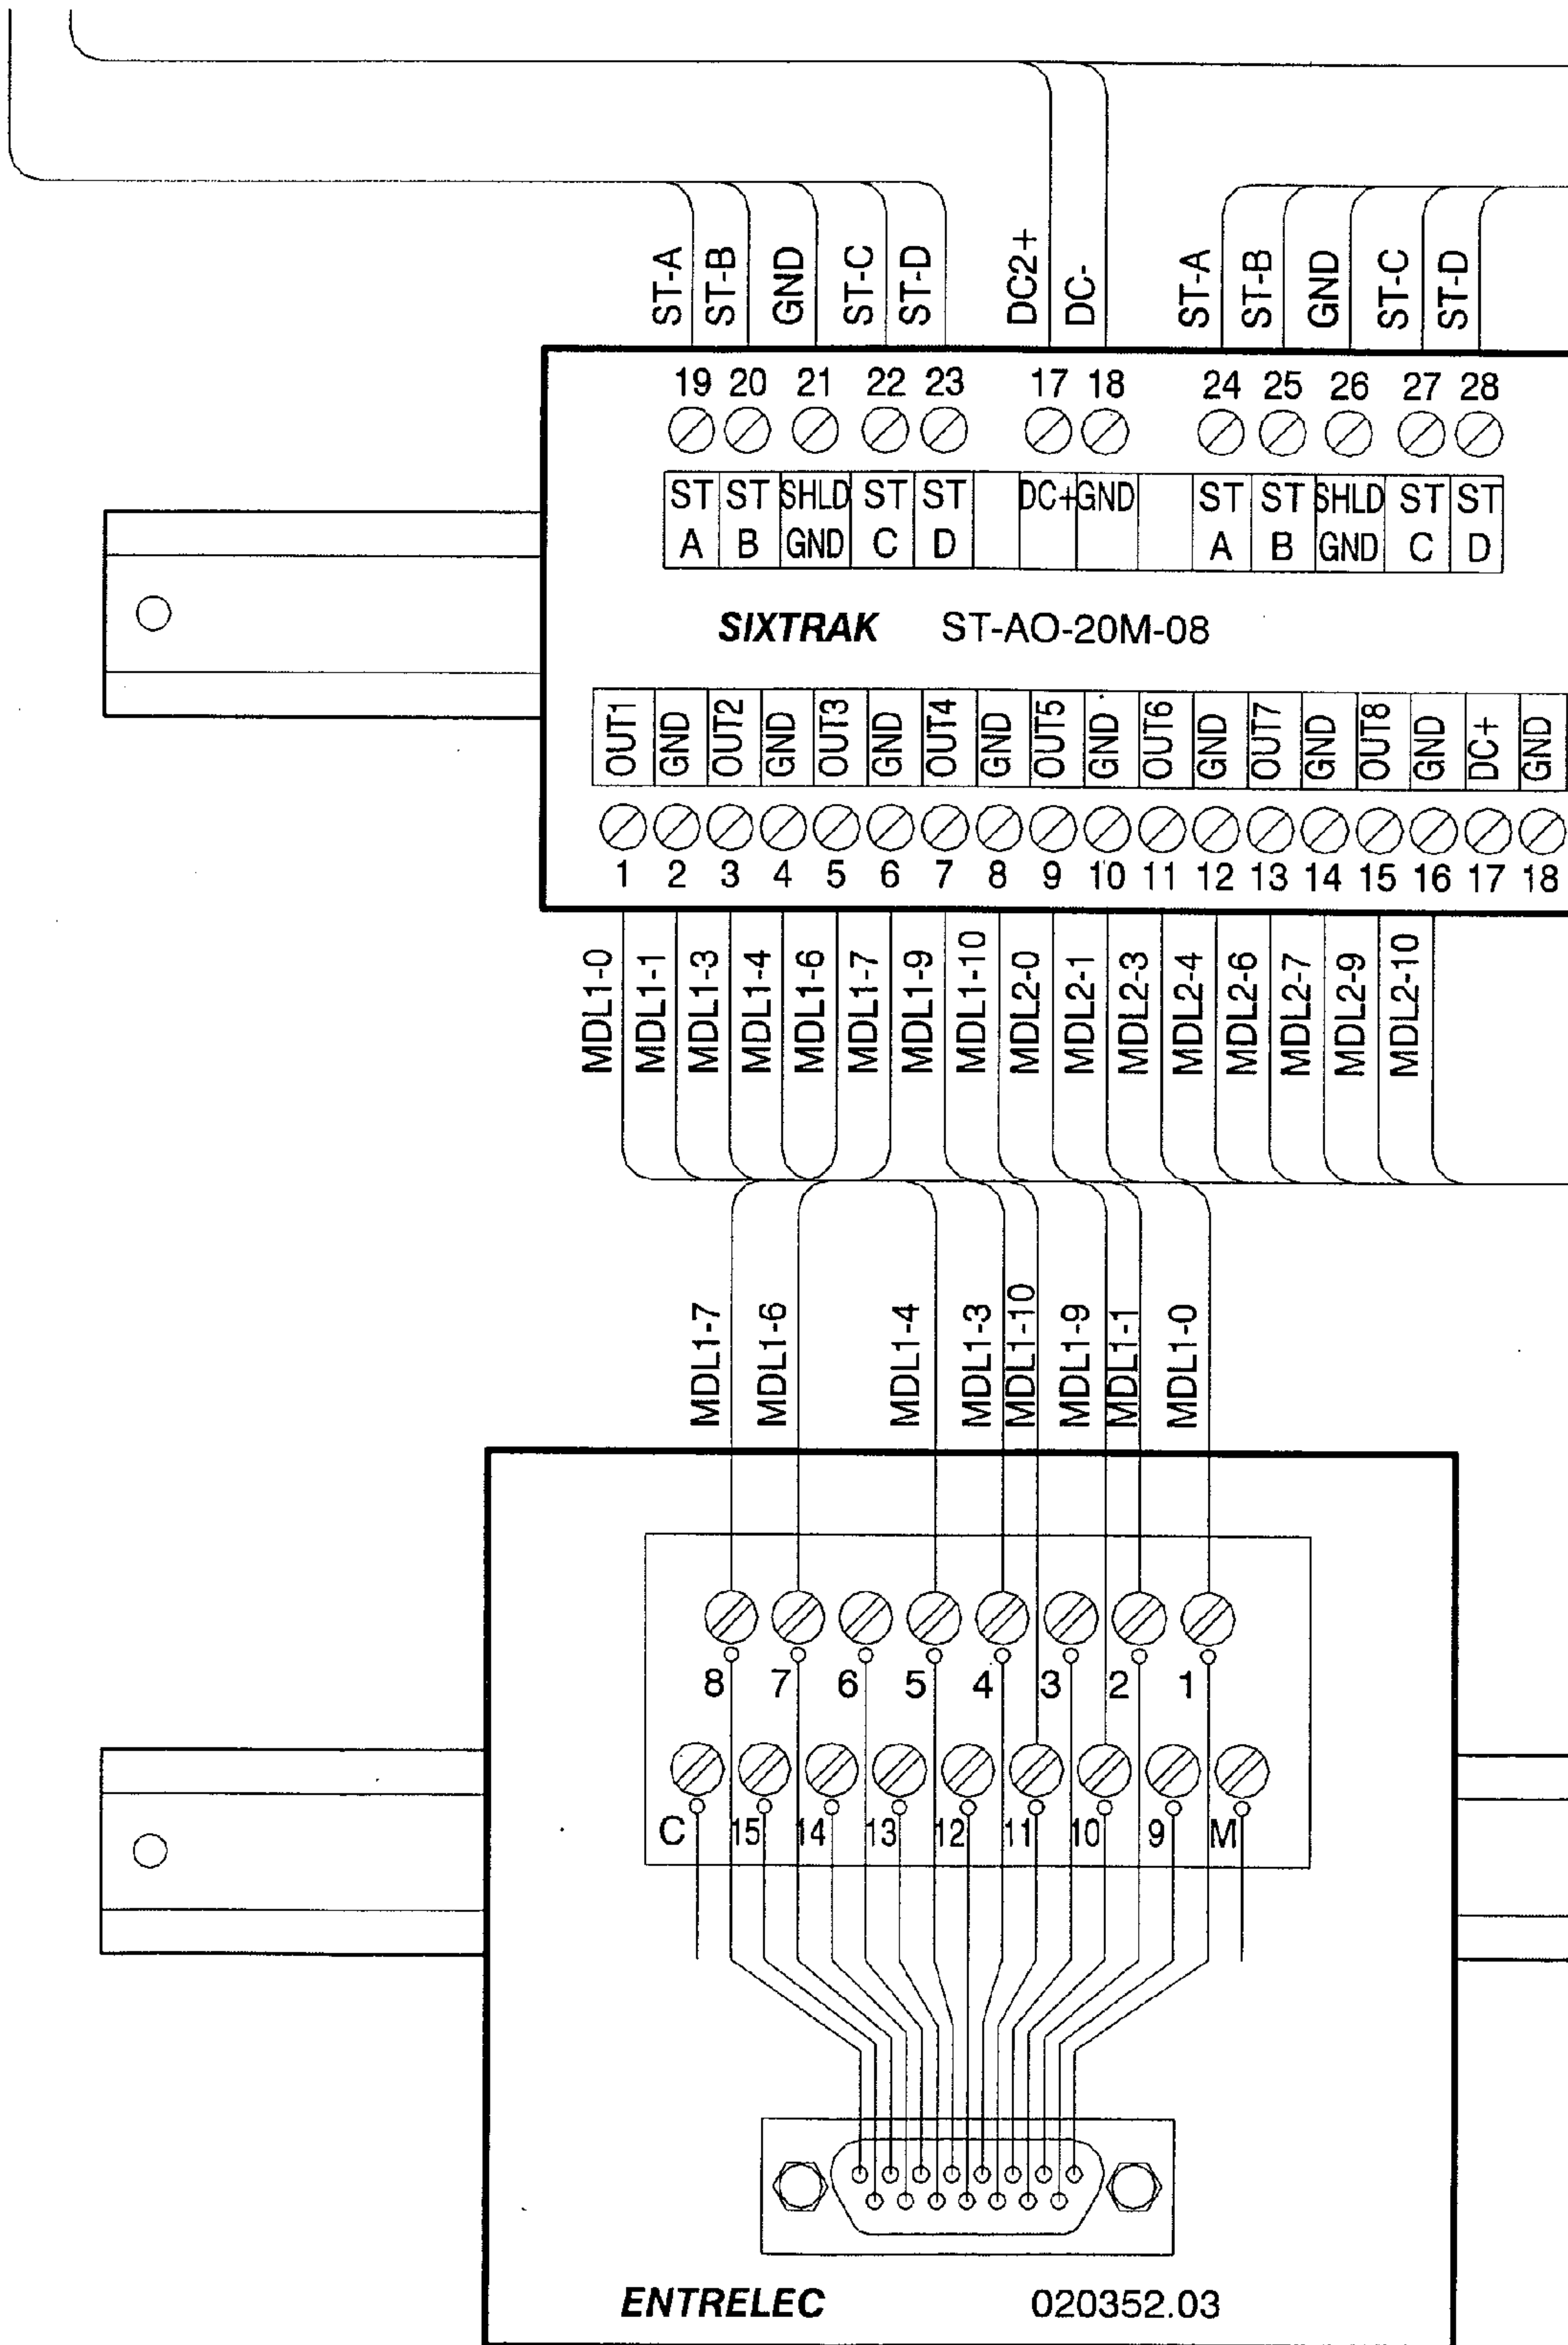 ST-A ST-B GND ST-C ST-D DC2+ DC- ST-A ST-B GND ST-C ST-D
19 20 21 22 23 17 18 24 25 26 27 28
ST ST SHLD ST ST DC+ GND ST ST SHLD ST ST
A B GND C D A B GND C D
SIXTRAK ST-AO-20M-08
OUT1 GND OUT2 GND OUT3 GND OUT4 GND OUT5 GND OUT6 GND OUT7 GND OUT8 GND DC+ GND
1 2 3 4 5 6 7 8 9 10 11 12 13 14 15 16 17 18
MDL1-0 MDL1-1 MDL1-3 MDL1-4 MDL1-6 MDL1-7 MDL1-9 MDL1-10 MDL2-0 MDL2-1 MDL2-3 MDL2-4 MDL2-6 MDL2-7 MDL2-9 MDL2-10
MDL1-7 MDL1-6 MDL1-4 MDL1-3 MDL1-10 MDL1-9 MDL1-1 MDL1-0
8 7 6 5 4 3 2 1
C 15 14 13 12 11 10 9 M
ENTRELEC 020352.03